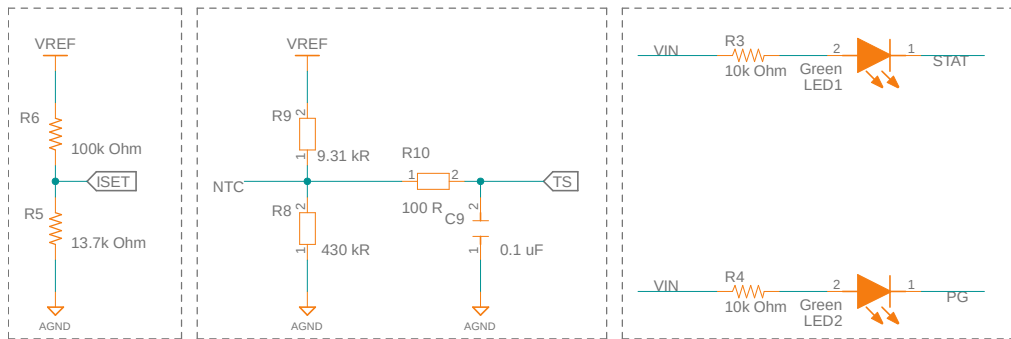 VREF
R6
100k Ohm
ISET
R5
13.7k Ohm
AGND
VREF
R9
2
1
9.31 kR
NTC
R10
1
2
100 R
TS
R8
2
1
430 kR
C9
2
1
0.1 uF
AGND
AGND
VIN
R3
10k Ohm
2
1
Green
LED1
STAT
VIN
R4
10k Ohm
2
1
Green
LED2
PG